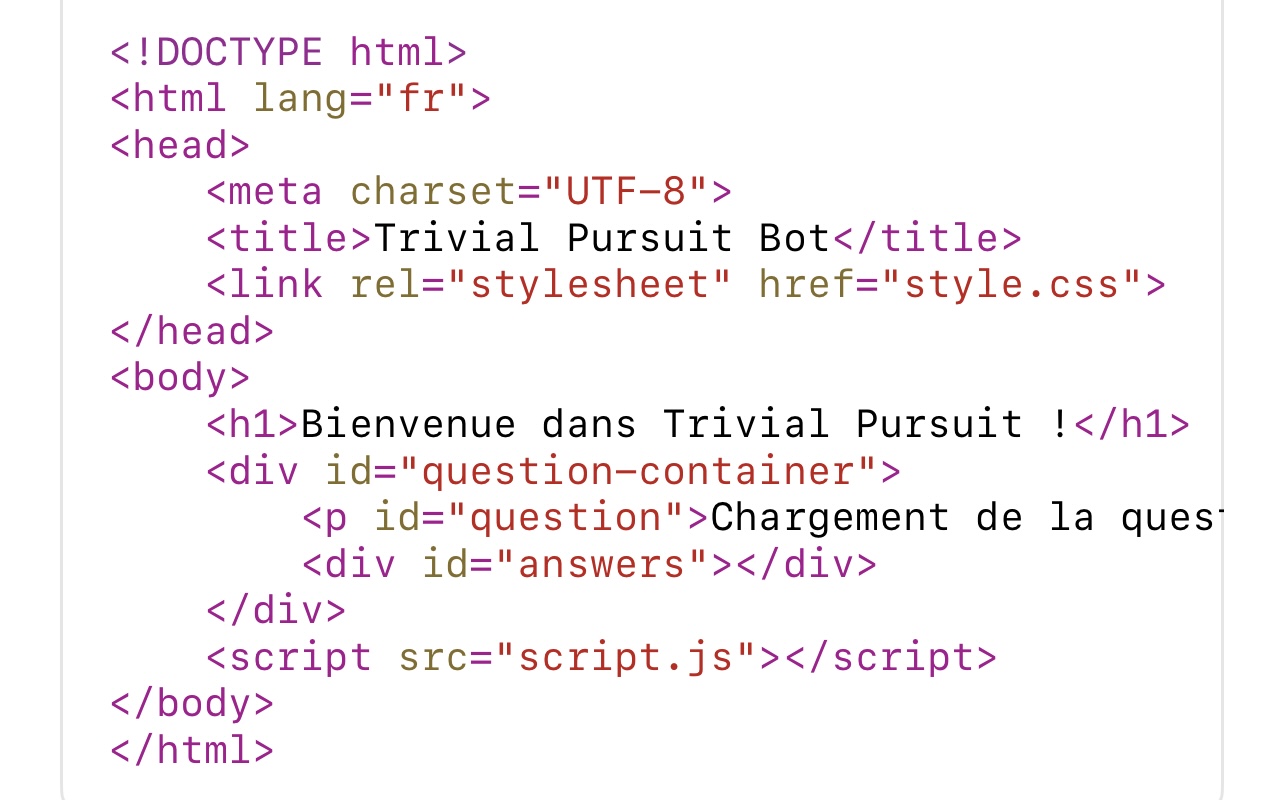 <!DOCTYPE html>
<html lang="fr">
<head>
    <meta charset="UTF-8">
    <title>Trivial Pursuit Bot</title>
    <link rel="stylesheet" href="style.css">
</head>
<body>
    <h1>Bienvenue dans Trivial Pursuit !</h1>
    <div id="question-container">
        <p id="question">Chargement de la
        <div id="answers"></div>
    </div>
    <script src="script.js"></script>
</body>
</html>